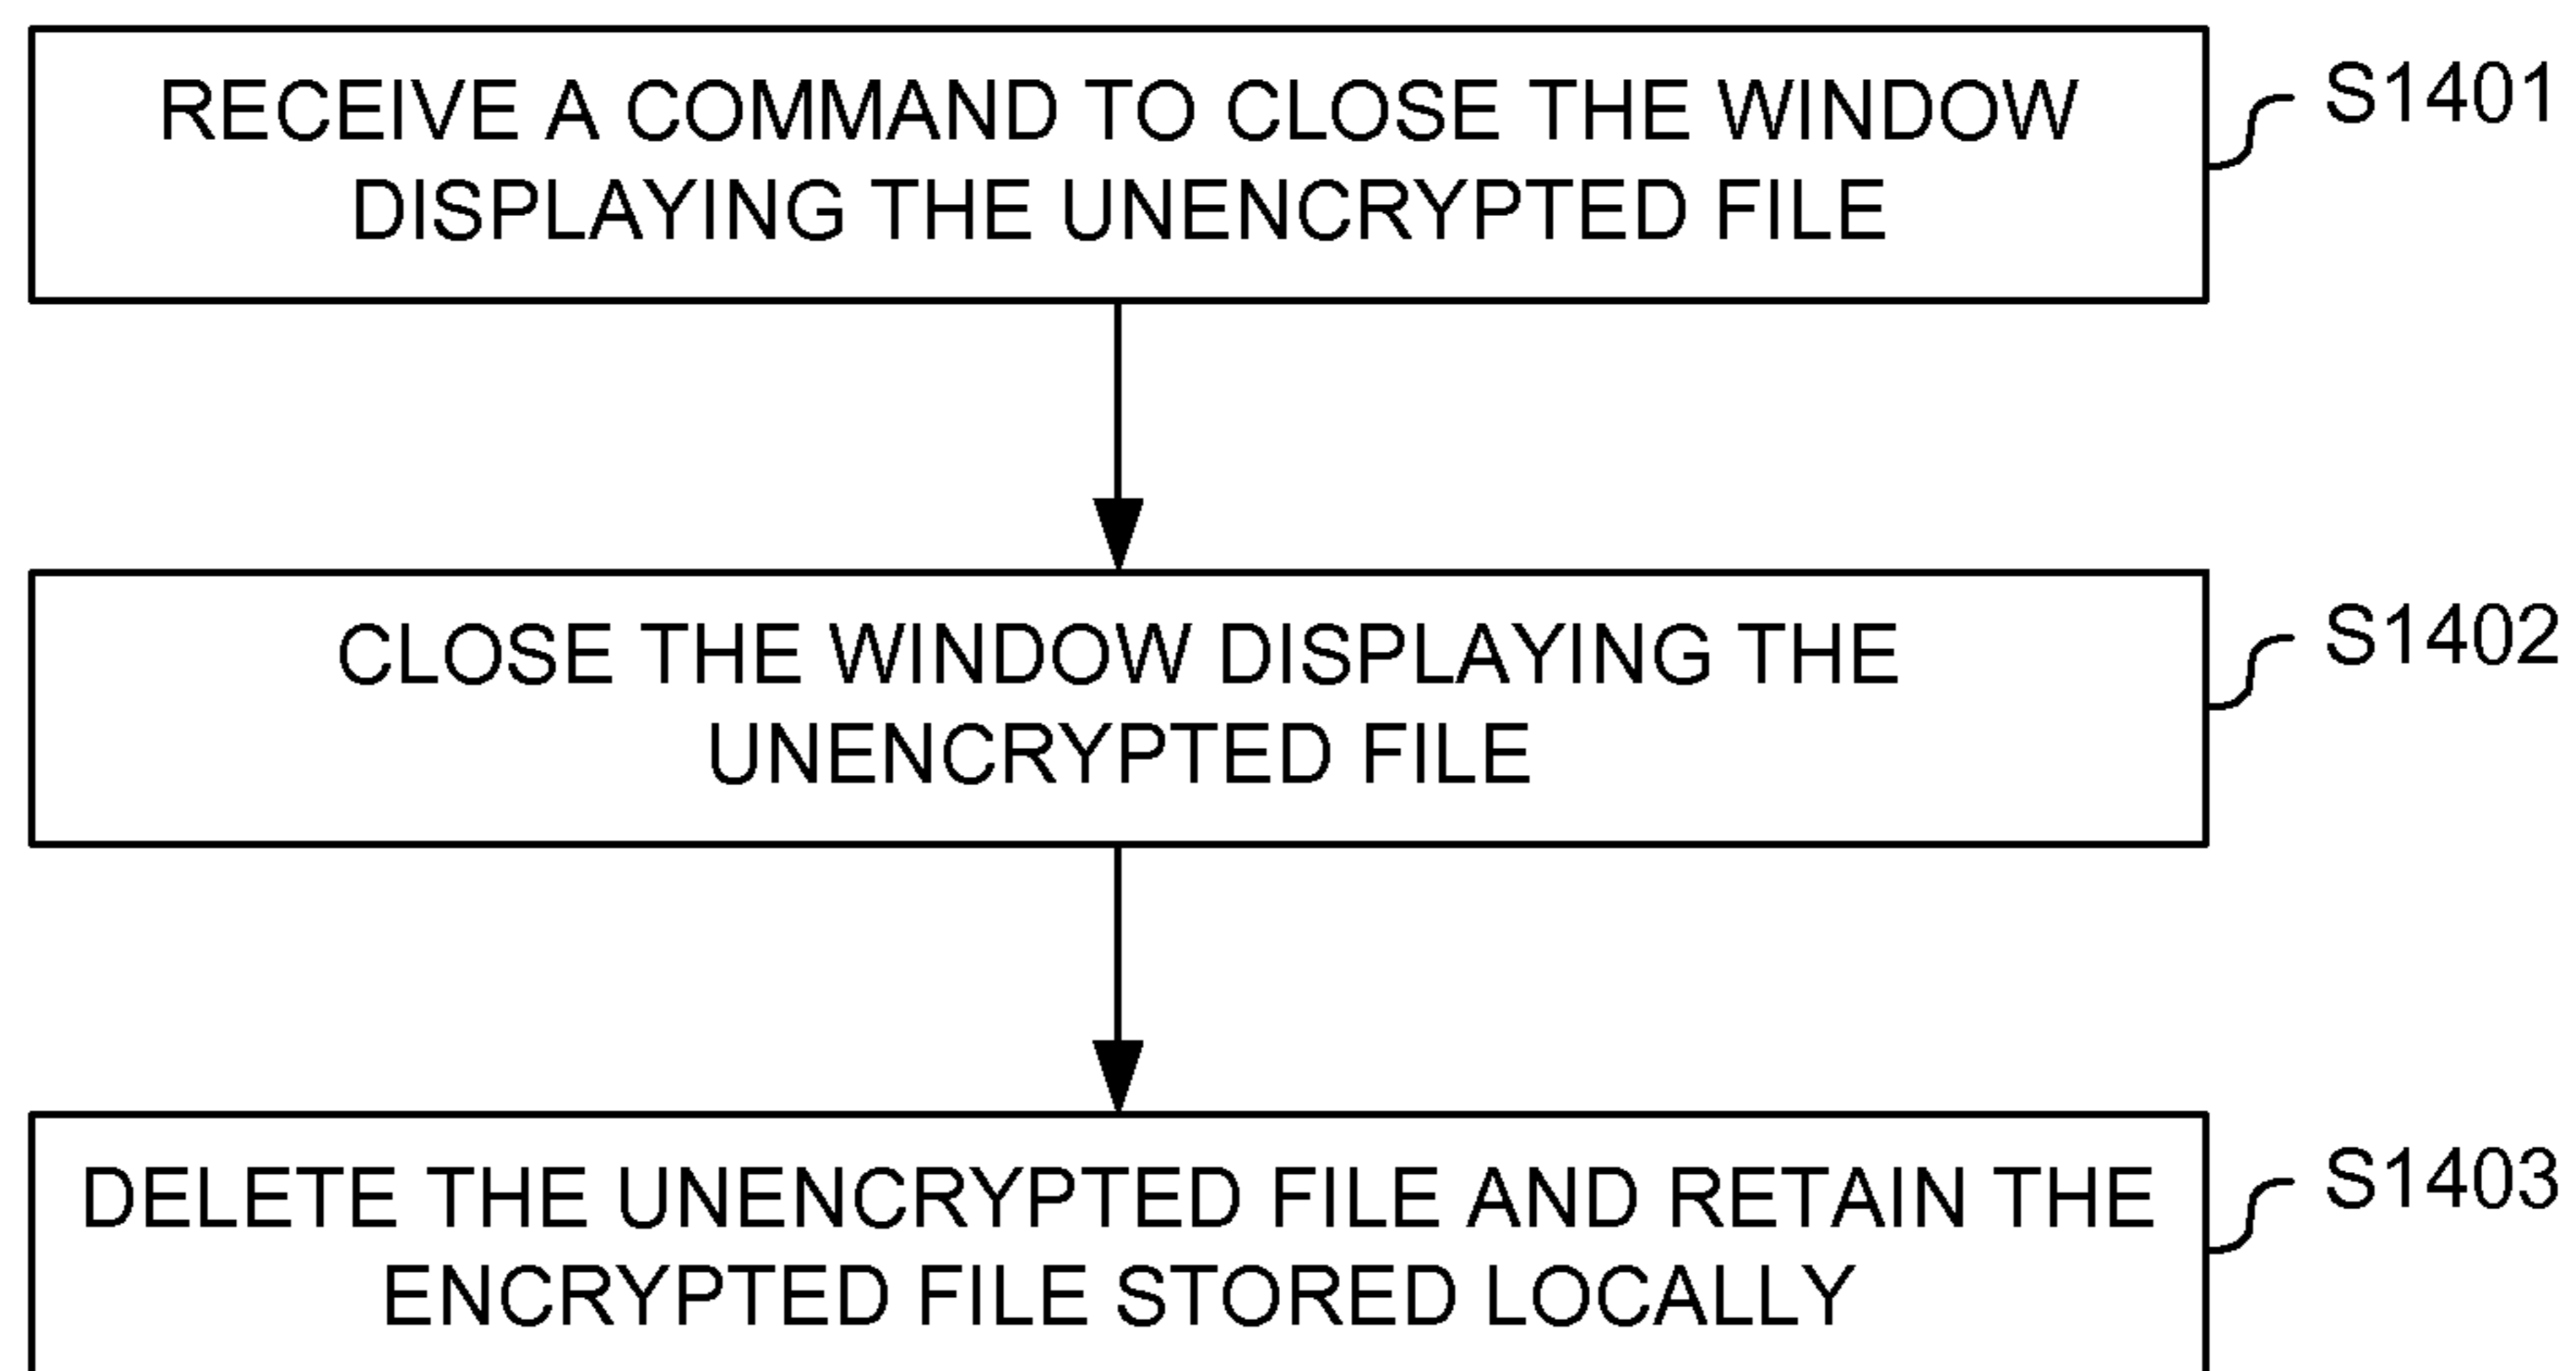 RECEIVE A COMMAND TO CLOSE THE WINDOW
DISPLAYING THE UNENCRYPTED FILE
S1401
CLOSE THE WINDOW DISPLAYING THE
UNENCRYPTED FILE
S1402
DELETE THE UNENCRYPTED FILE AND RETAIN THE
ENCRYPTED FILE STORED LOCALLY
S1403